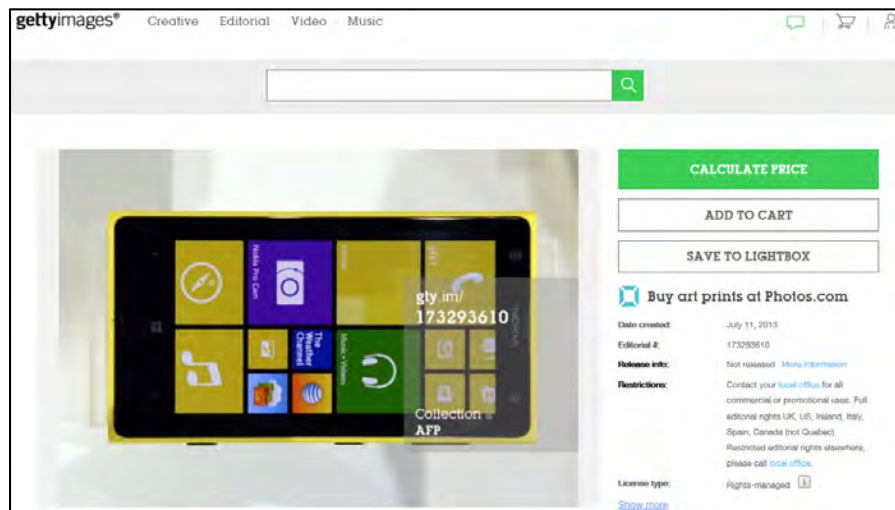 gettyimages®
Creative Editorial Video Music
CALCULATE PRICE
ADD TO CART
SAVE TO LIGHTBOX
Buy art prints at Photos.com
Date created: July 11, 2013
Editorial #: 173293610
Release info: Not released. More information
Restrictions: Contact your local office for all
commercial or promotional uses. Full
editorial rights UK, US, Ireland, Italy,
Spain, Canada (not Quebec).
Restricted editorial rights elsewhere,
please call local office.
License type: Rights-managed
Show more
Nokia Pro Cam
The
Weather
Channel
Music+Videos
NOKIA
gty.im/
173293610
Collection
AFP